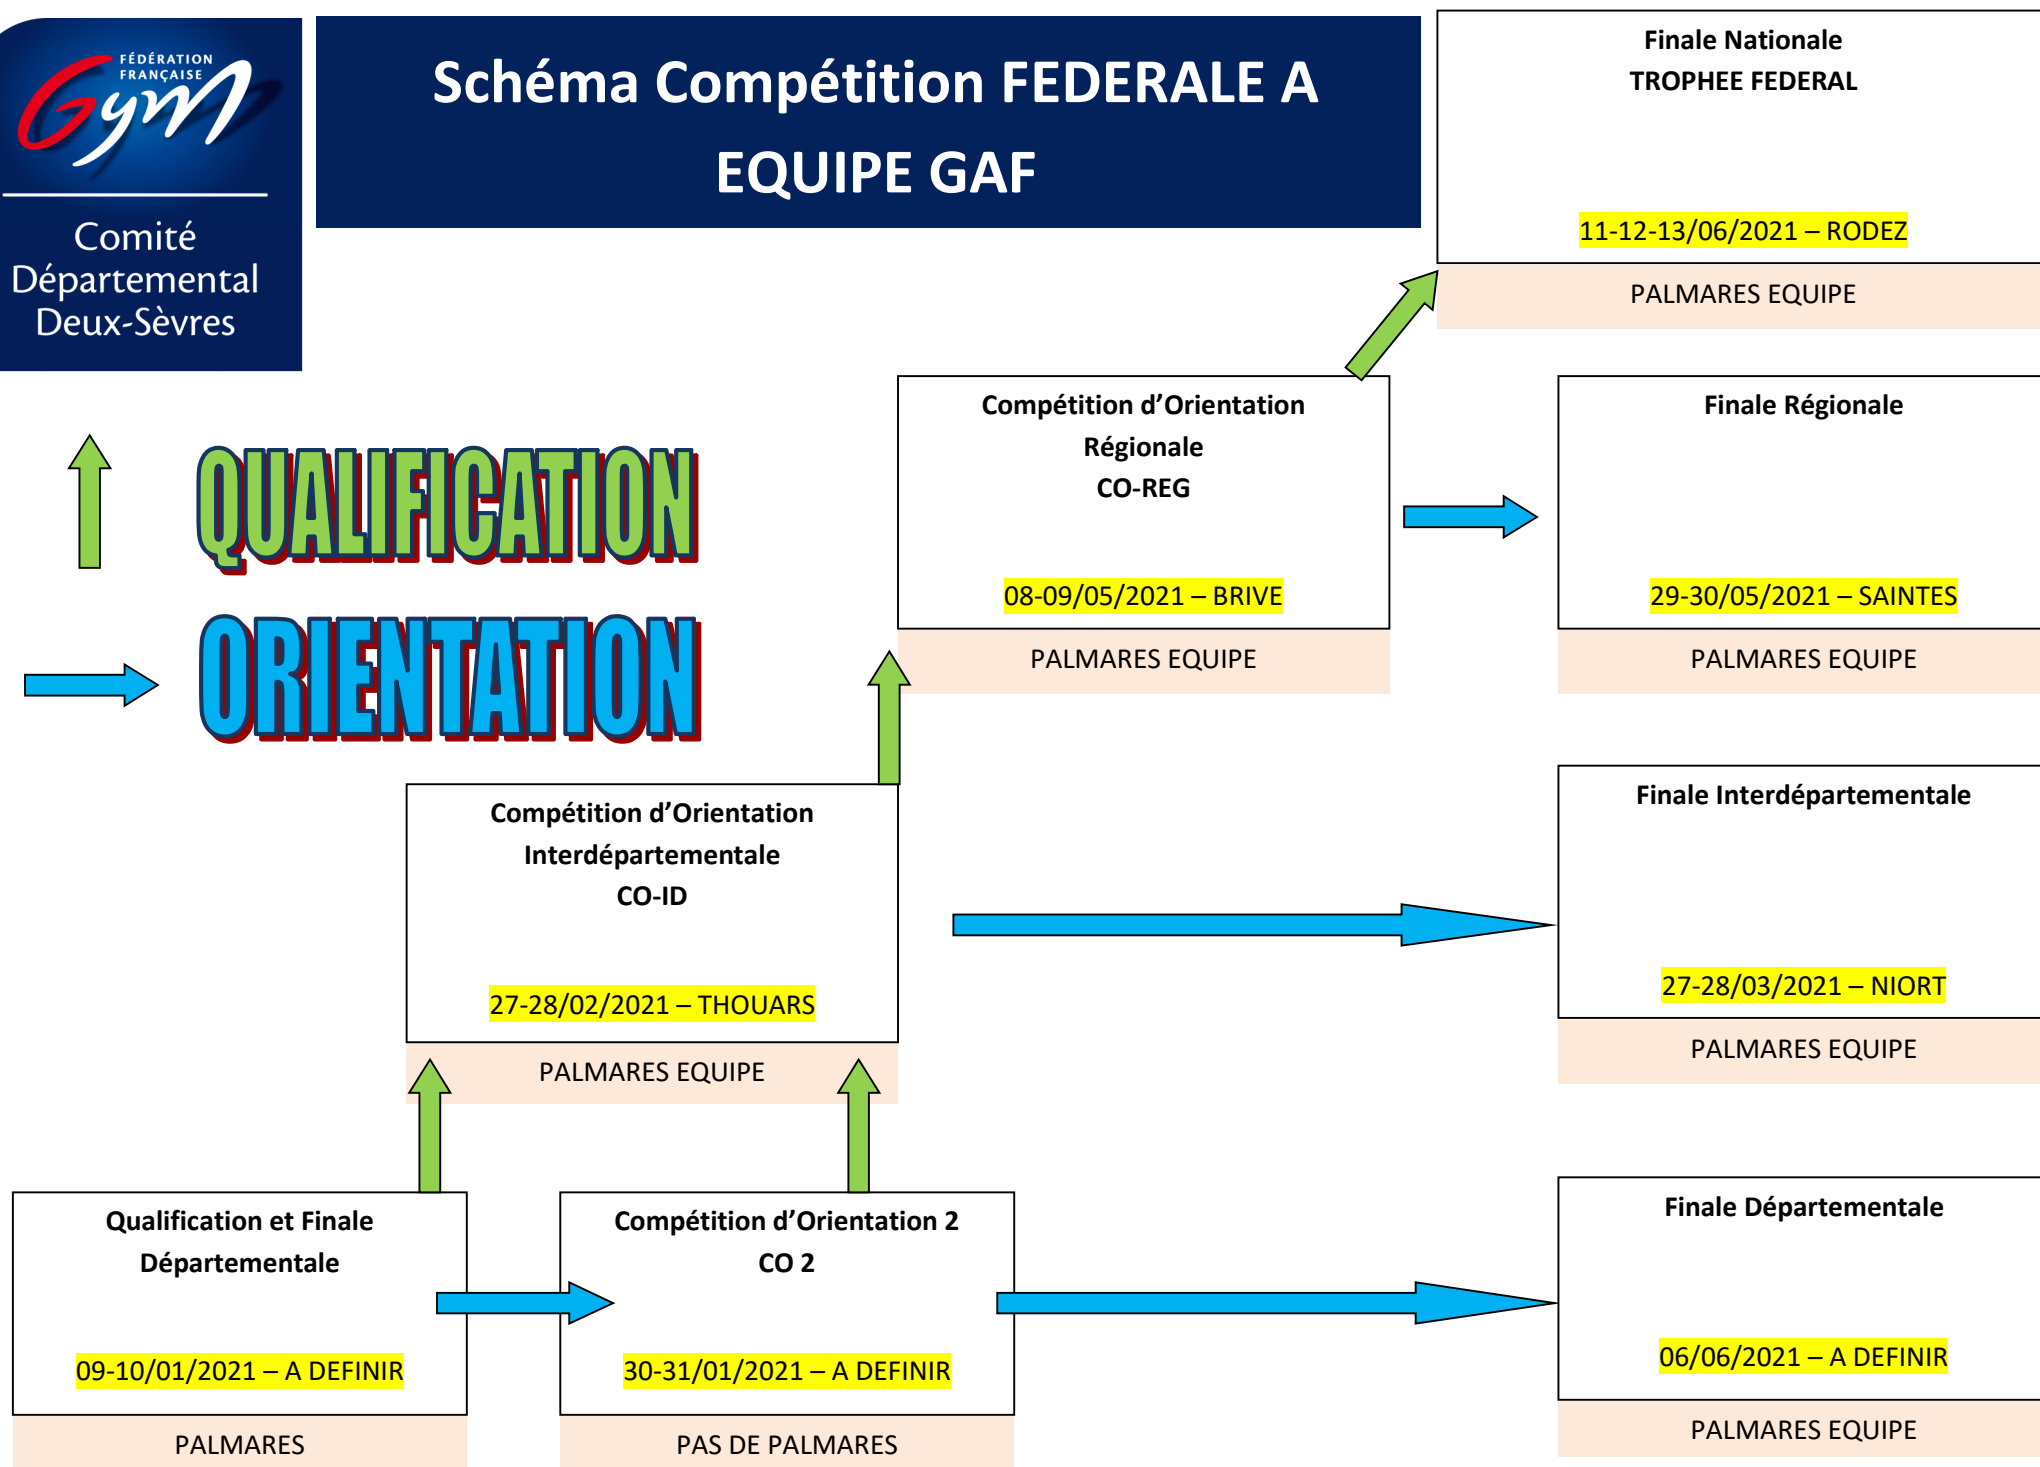 FÉDÉRATION
FRANÇAISE
Gym
Comité
Départemental
Deux-Sèvres
Schéma Compétition FEDERALE A
EQUIPE GAF
Finale Nationale
TROPHEE FEDERAL
11-12-13/06/2021 – RODEZ
PALMARES EQUIPE
QUALIFICATION
ORIENTATION
Compétition d’Orientation
Régionale
CO-REG
08-09/05/2021 – BRIVE
PALMARES EQUIPE
Finale Régionale
29-30/05/2021 – SAINTES
PALMARES EQUIPE
Compétition d’Orientation
Interdépartementale
CO-ID
27-28/02/2021 – THOUARS
PALMARES EQUIPE
Finale Interdépartementale
27-28/03/2021 – NIORT
PALMARES EQUIPE
Qualification et Finale
Départementale
09-10/01/2021 – A DEFINIR
PALMARES
Compétition d’Orientation 2
CO 2
30-31/01/2021 – A DEFINIR
PAS DE PALMARES
Finale Départementale
06/06/2021 – A DEFINIR
PALMARES EQUIPE